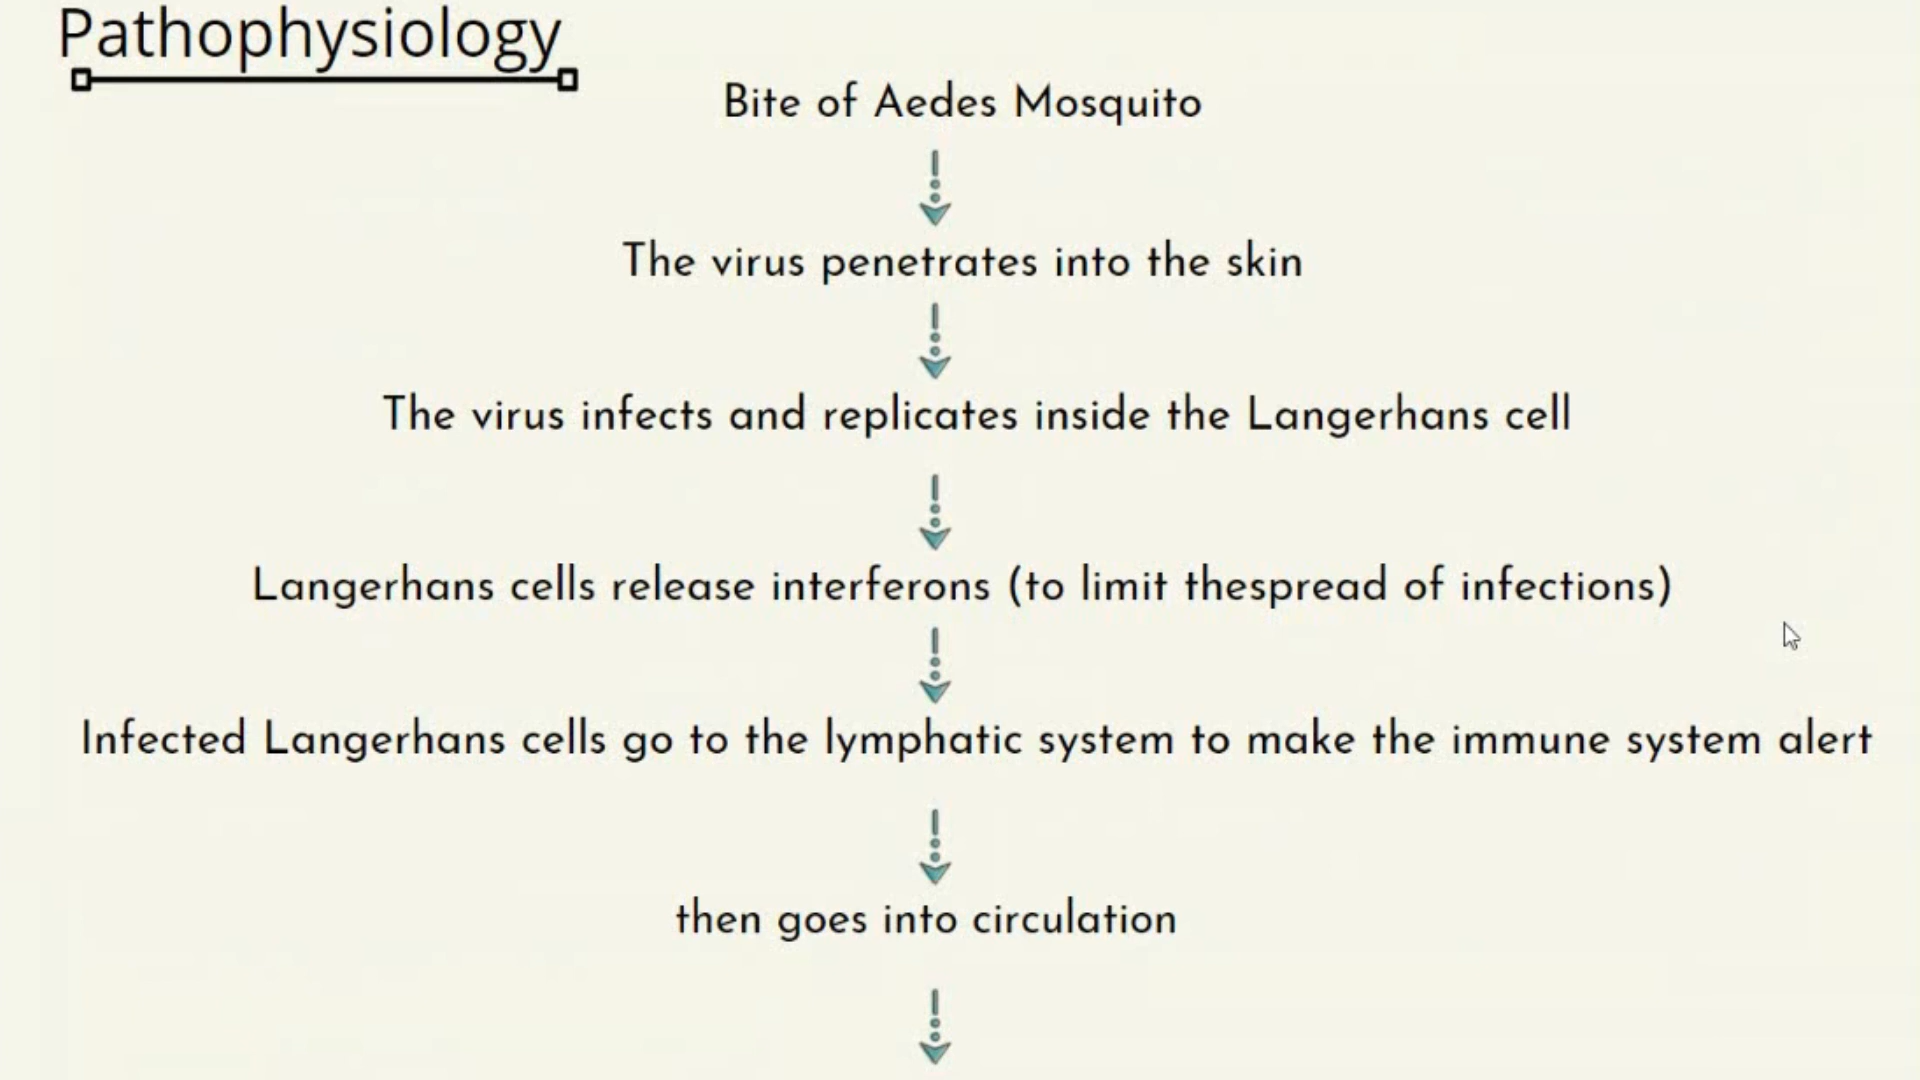 Pathophysiology
Bite of Aedes Mosquito
The virus penetrates into the skin
The virus infects and replicates inside the Langerhans cell
Langerhans cells release interferons (to limit thespread of infections)
Infected Langerhans cells go to the lymphatic system to make the immune system alert
then goes into circulation